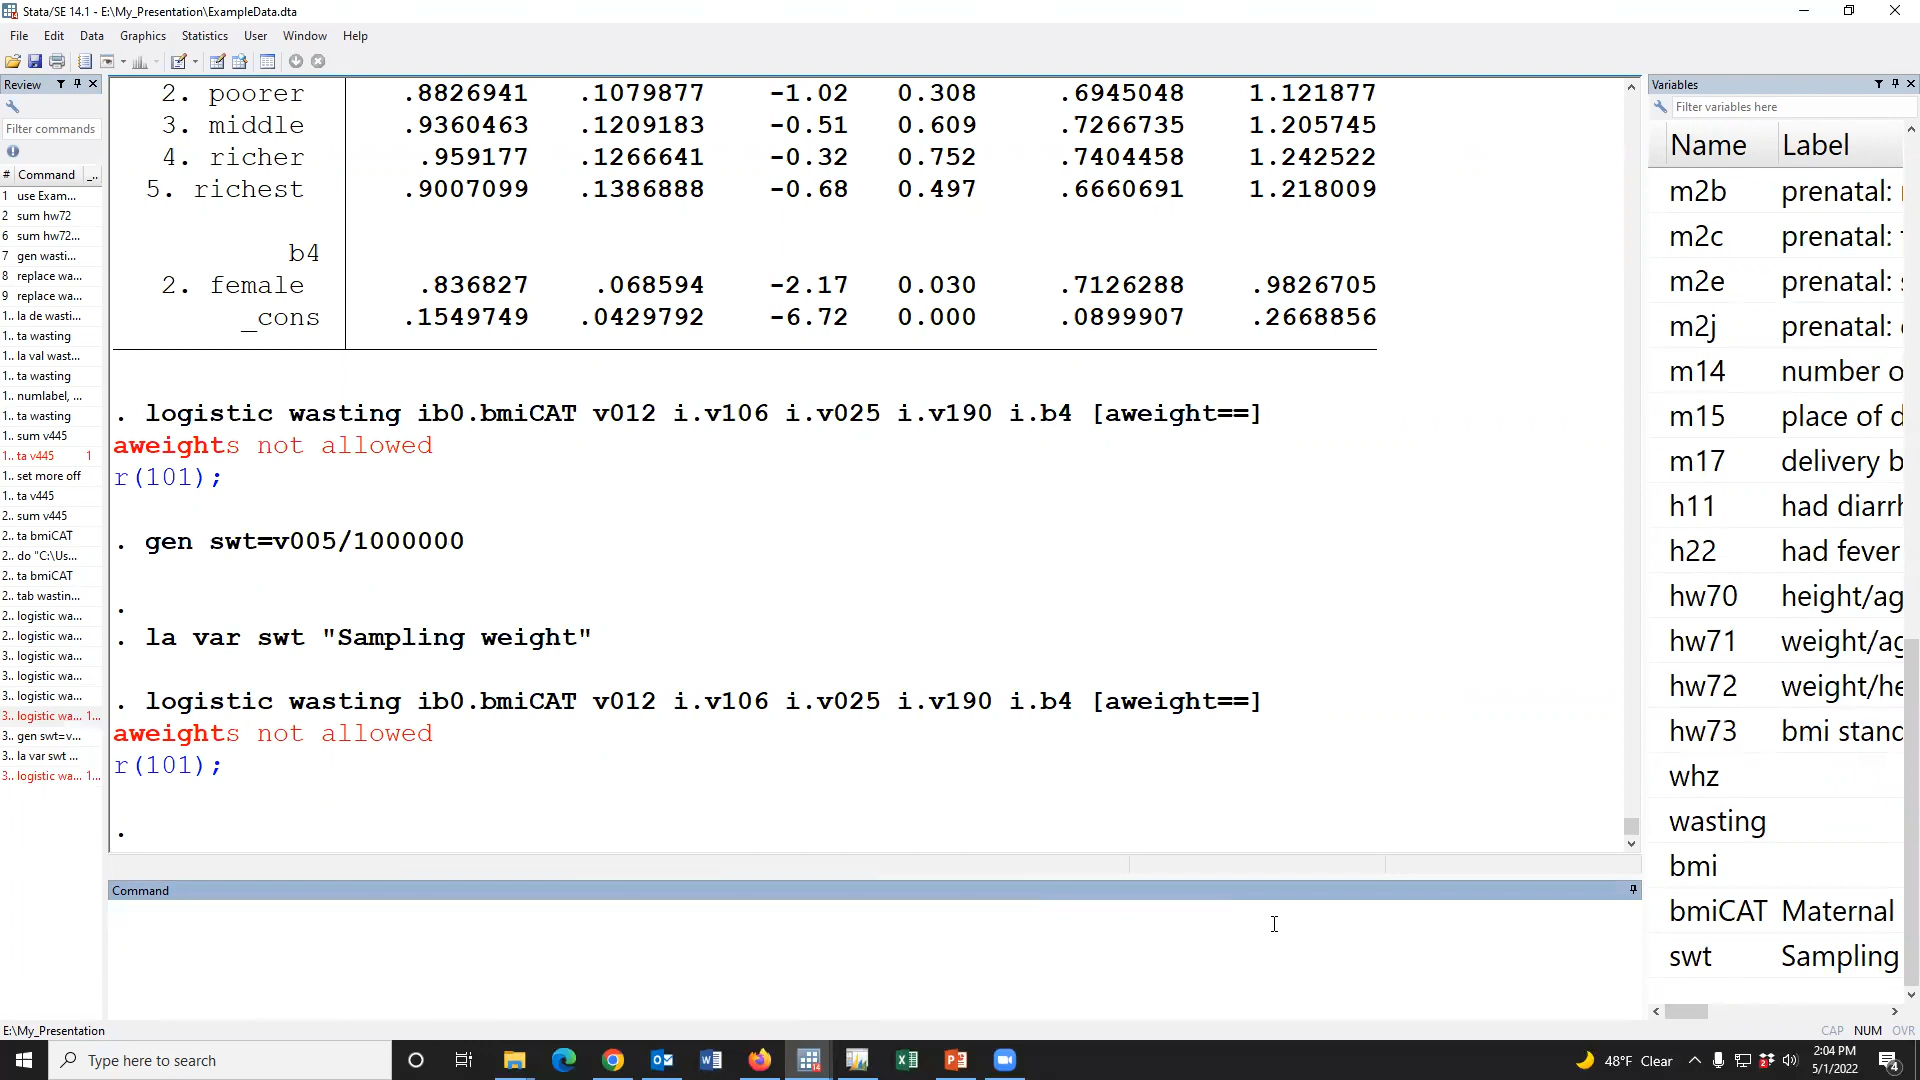 Stata/SE 14.1 - E:\My_Presentation\ExampleData.dta
File Edit Data Graphics Statistics User Window Help
Review
Filter commands
# Command _..
1 use Exam...
2 sum hw72
6 sum hw72...
7 gen wasti...
8 replace wa...
9 replace wa...
1.. la de wasti...
1.. ta wasting
1.. la val wast...
1.. ta wasting
1.. numlabel, ...
1.. ta wasting
1.. sum v445
1.. ta v445 1
1.. set more off
1.. ta v445
2.. sum v445
2.. ta bmiCAT
2.. do "C:\Us...
2.. ta bmiCAT
2.. tab wastin...
2.. logistic wa...
2.. logistic wa...
3.. logistic wa...
3.. logistic wa...
3.. logistic wa...
3.. logistic wa... 1...
3.. gen swt=v...
3.. la var swt ...
3.. logistic wa... 1...
2. poorer .8826941 .1079877 -1.02 0.308 .6945048 1.121877
3. middle .9360463 .1209183 -0.51 0.609 .7266735 1.205745
4. richer .959177 .1266641 -0.32 0.752 .7404458 1.242522
5. richest .9007099 .1386888 -0.68 0.497 .6660691 1.218009
b4
2. female .836827 .068594 -2.17 0.030 .7126288 .9826705
_cons .1549749 .0429792 -6.72 0.000 .0899907 .2668856
. logistic wasting ib0.bmiCAT v012 i.v106 i.v025 i.v190 i.b4 [aweight==]
aweights not allowed
r(101);
. gen swt=v005/1000000
.
. la var swt "Sampling weight"
. logistic wasting ib0.bmiCAT v012 i.v106 i.v025 i.v190 i.b4 [aweight==]
aweights not allowed
r(101);
.
Command
Variables
Filter variables here
Name Label
m2b prenatal:
m2c prenatal:
m2e prenatal:
m2j prenatal:
m14 number o
m15 place of d
m17 delivery b
h11 had diarrh
h22 had fever
hw70 height/ag
hw71 weight/ag
hw72 weight/he
hw73 bmi stand
whz
wasting
bmi
bmiCAT Maternal
swt Sampling
E:\My_Presentation
CAP NUM OVR
Type here to search
48°F Clear
2:04 PM
5/1/2022
4